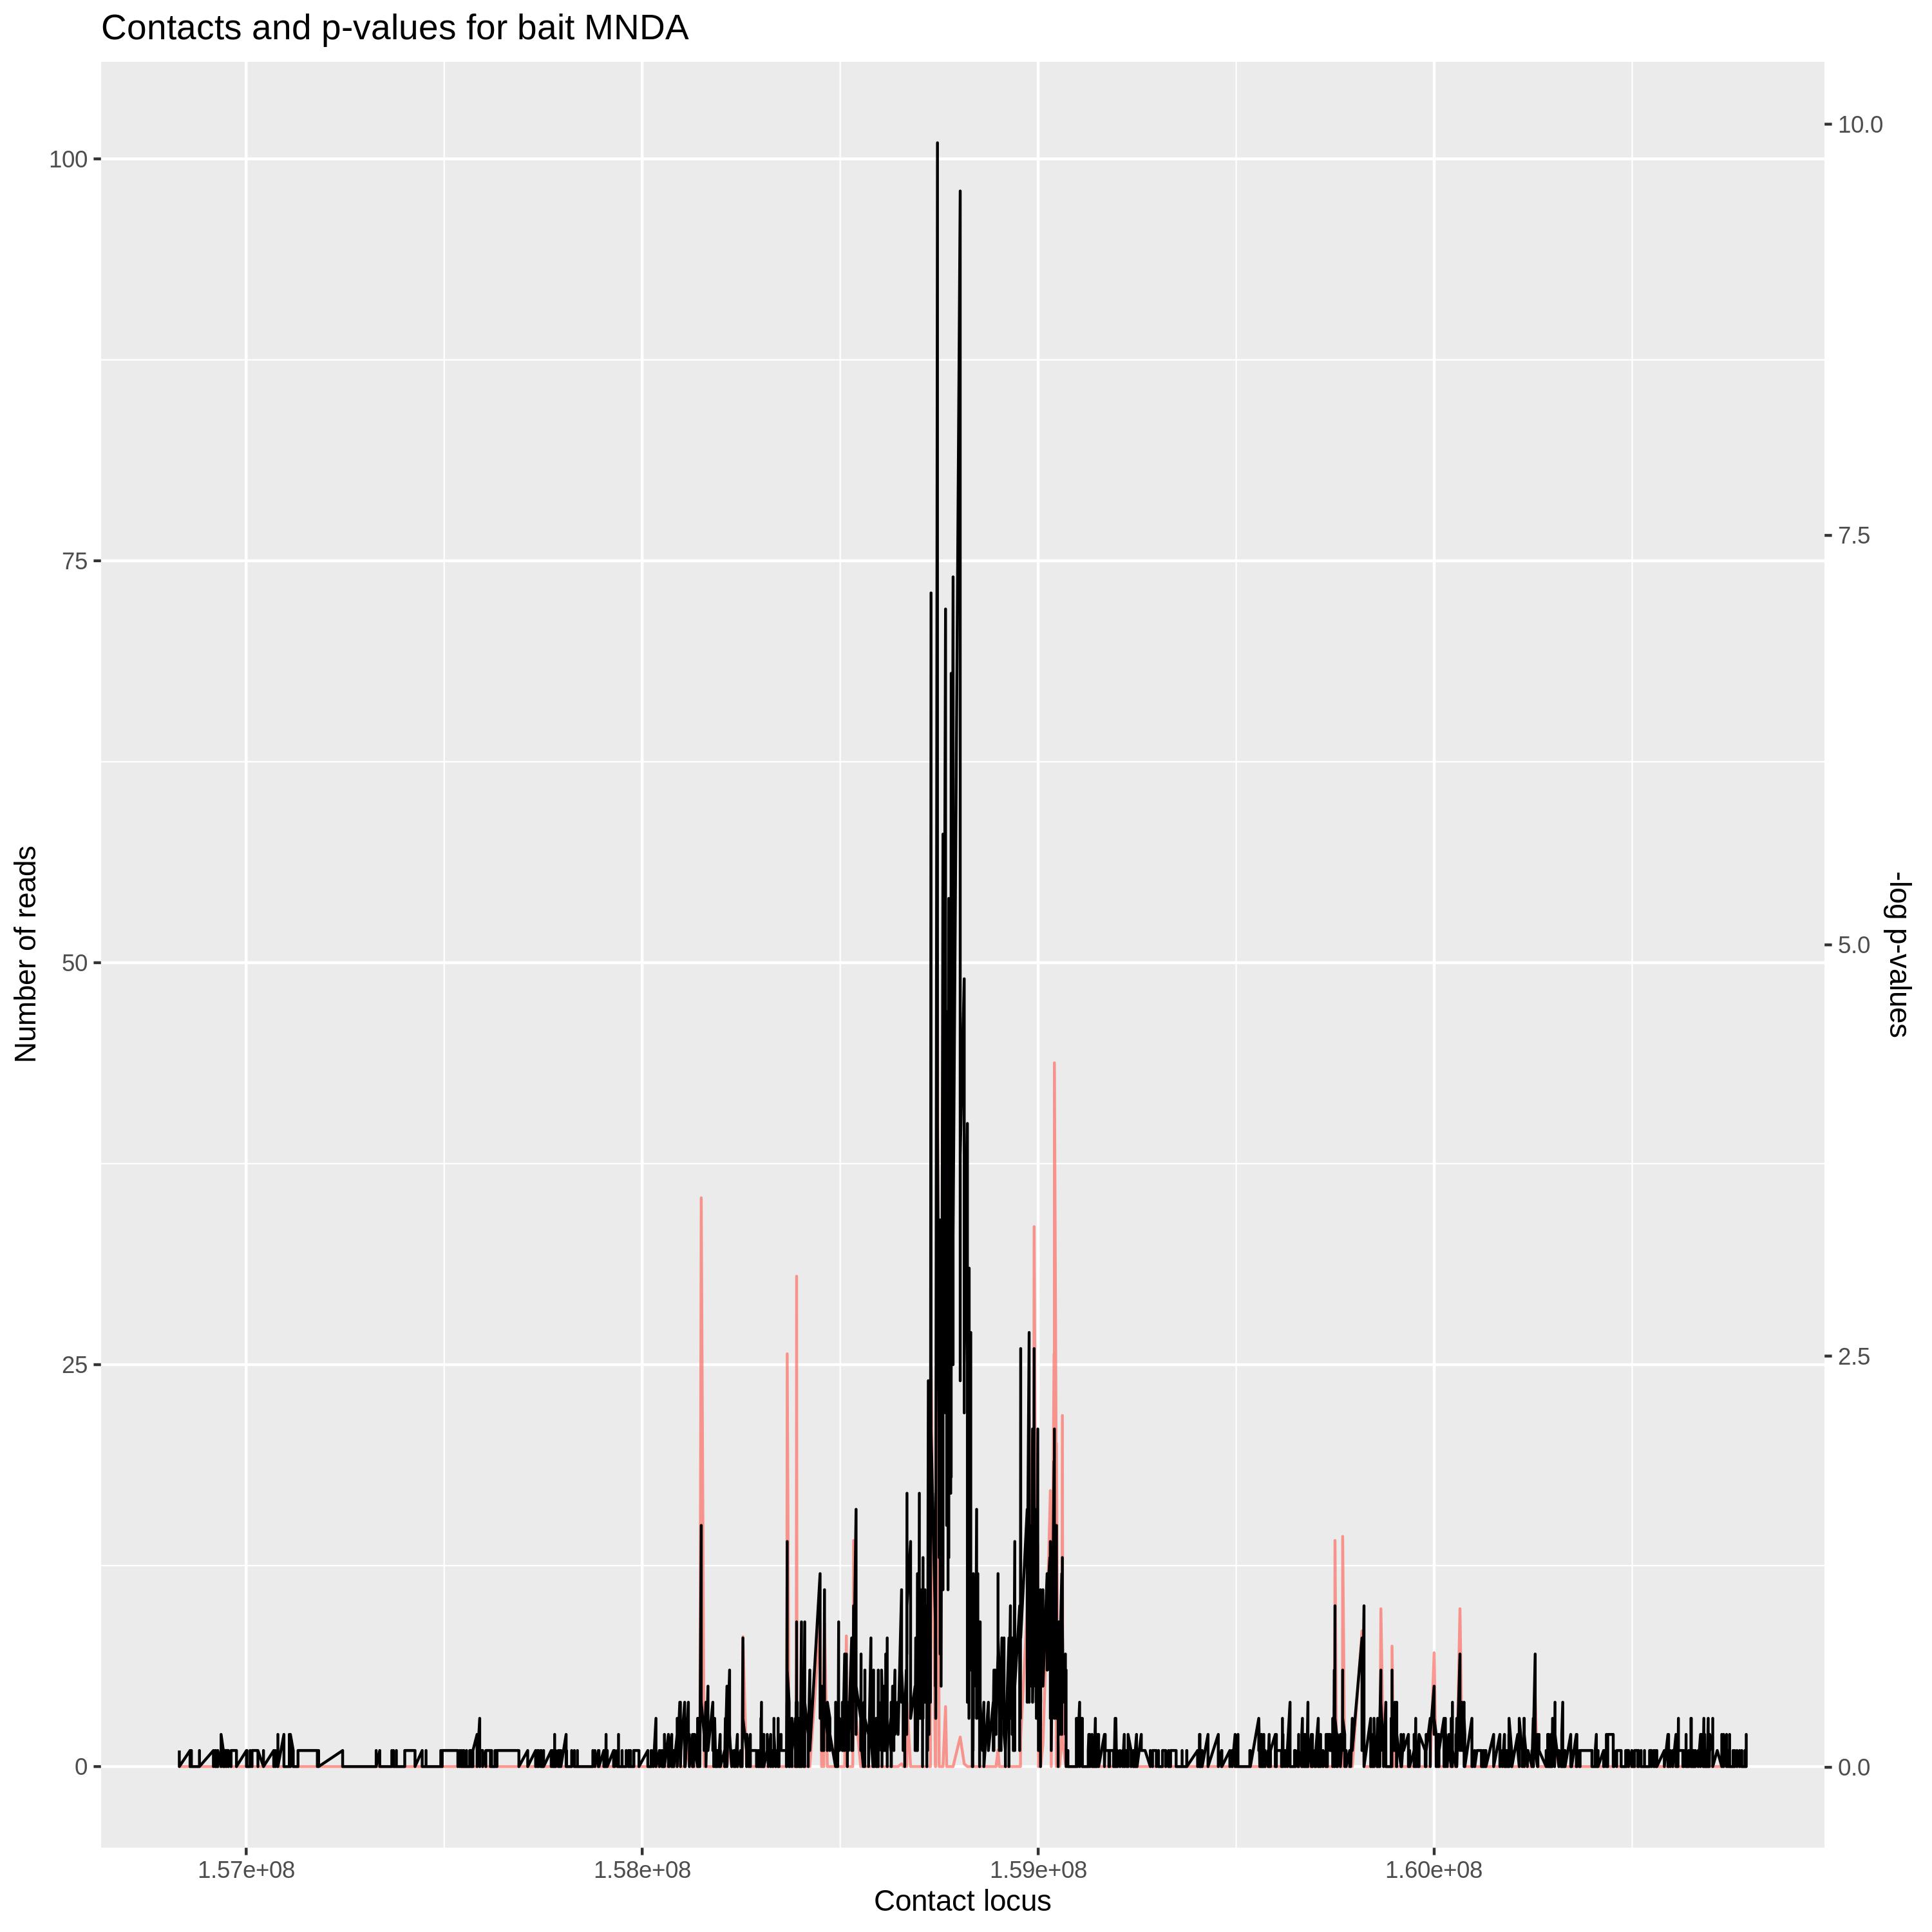 Contacts and p-values for bait MNDA
100
75
50
25
0
Number of reads
10.0
7.5
5.0
2.5
0.0
-log p-values
1.57e+08
1.58e+08
1.59e+08
1.60e+08
Contact locus